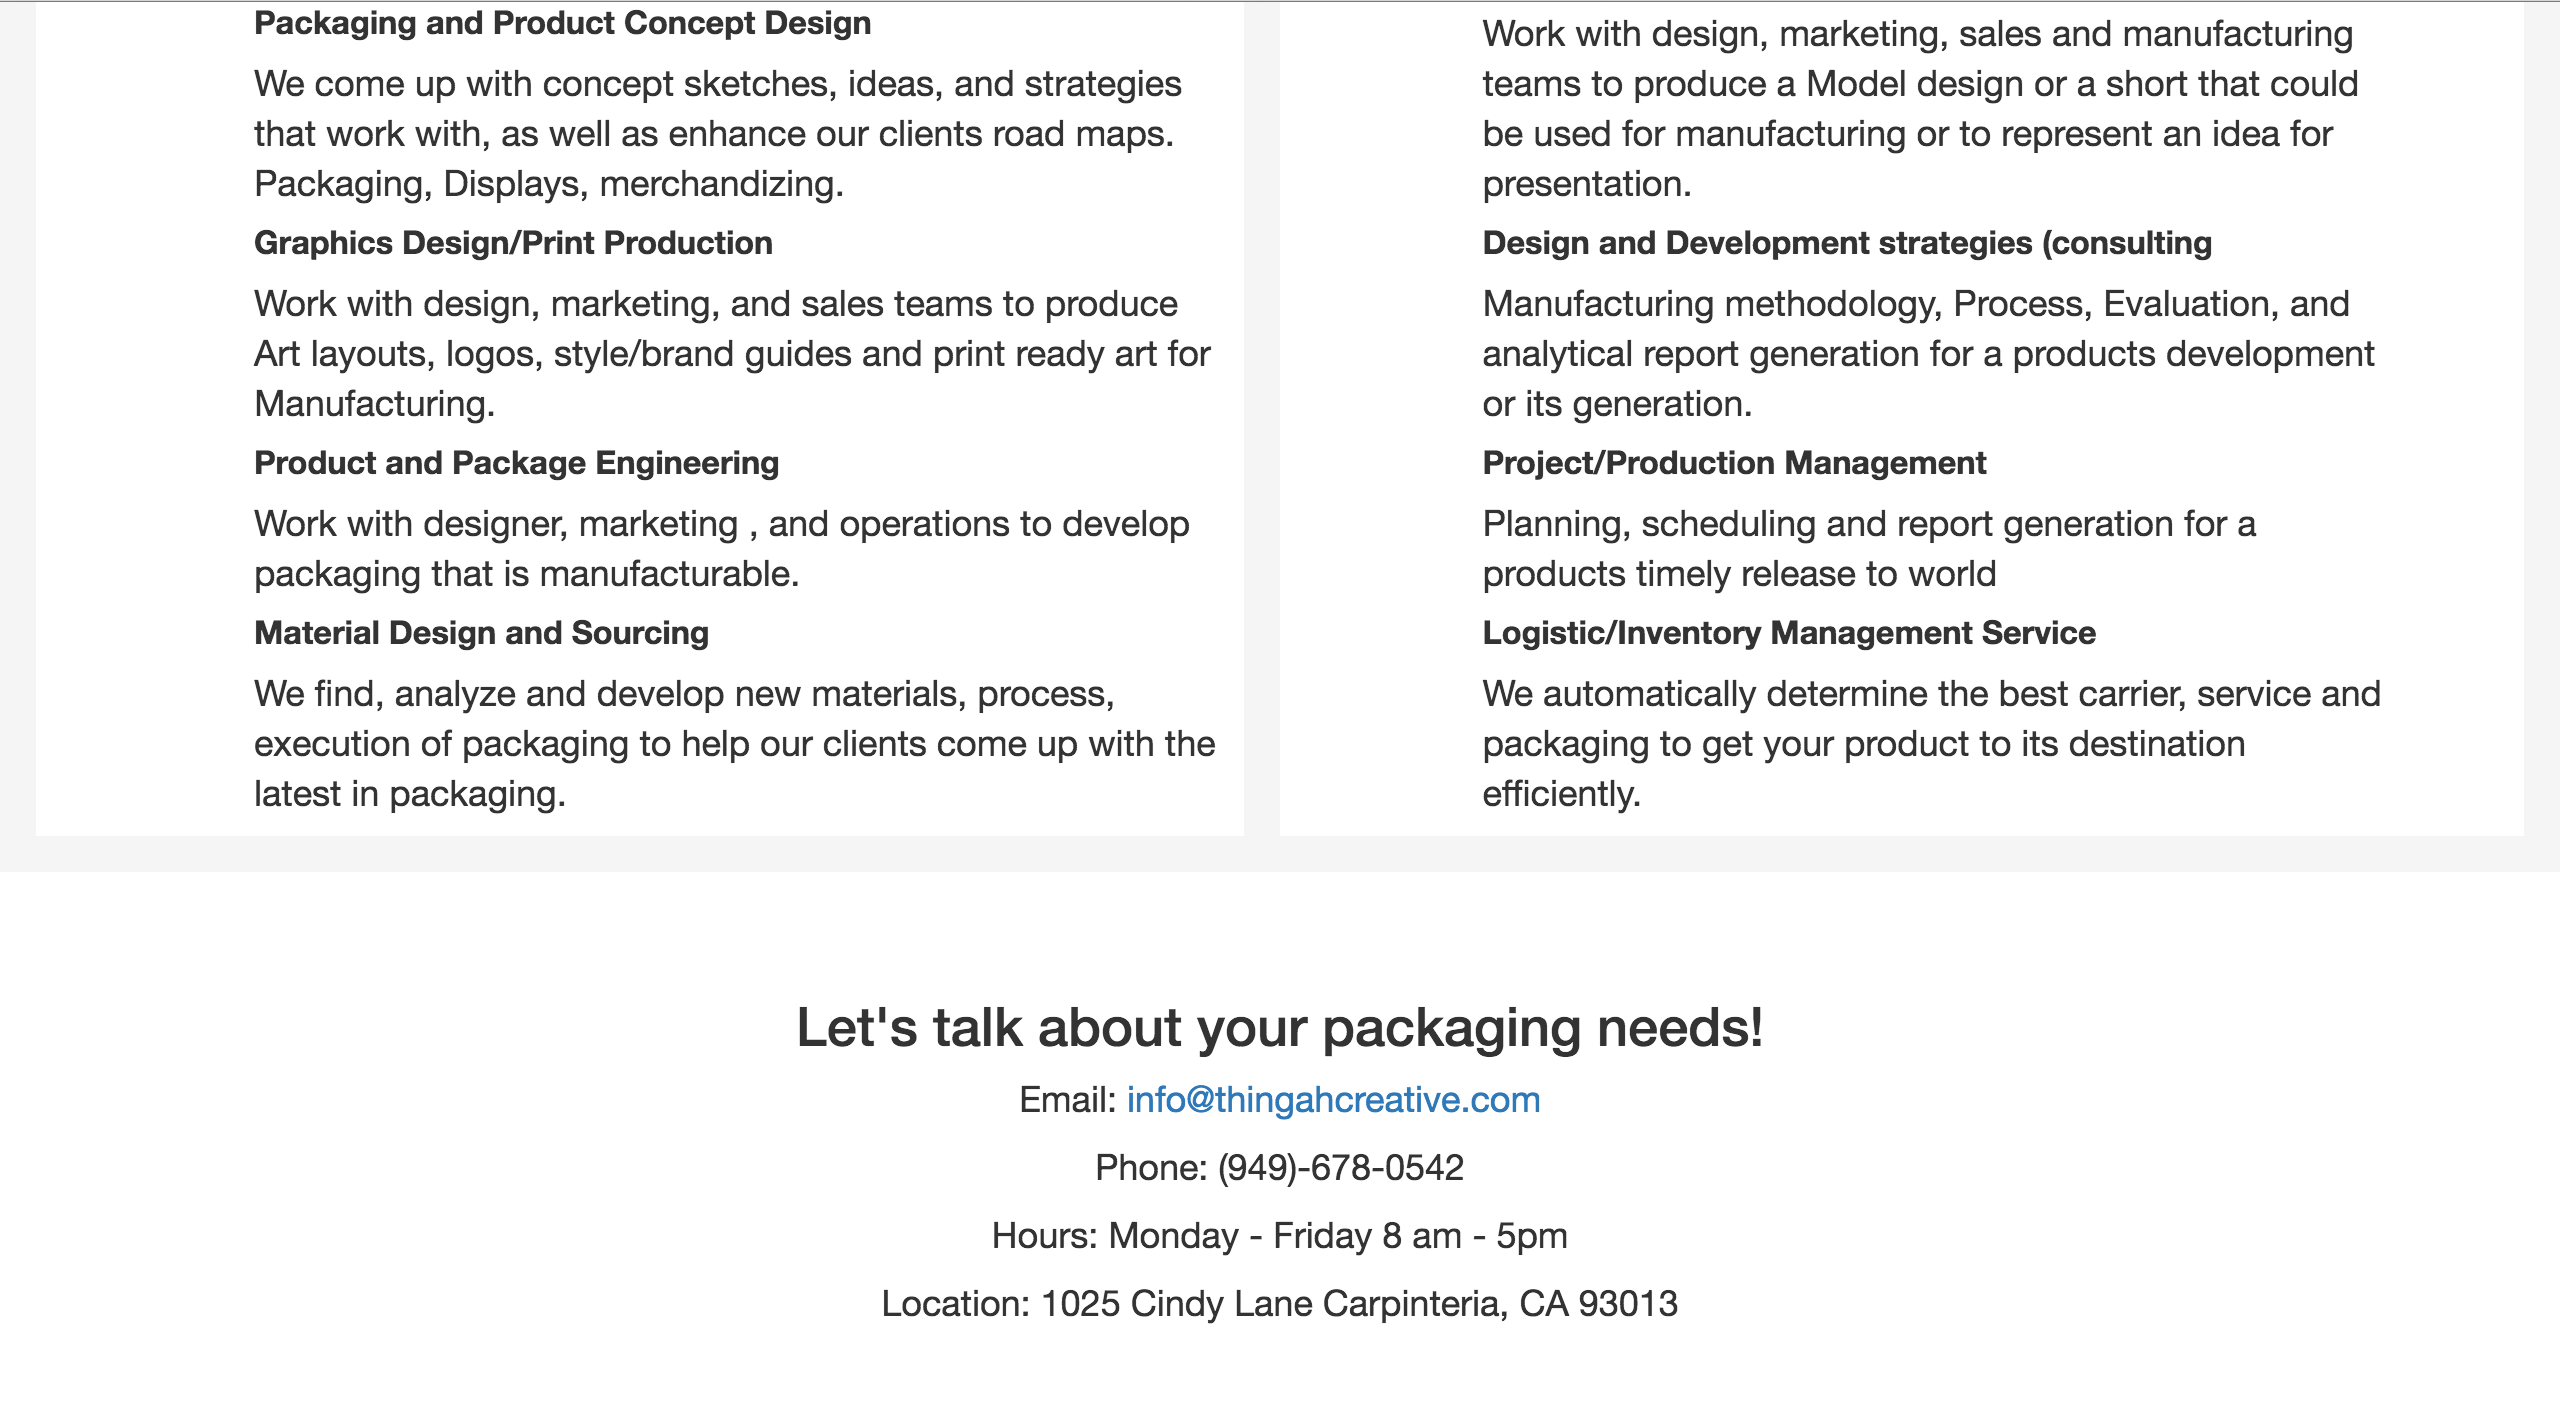 Packaging and Product Concept Design
We come up with concept sketches, ideas, and strategies
that work with, as well as enhance our clients road maps.
Packaging, Displays, merchandizing.
Graphics Design/Print Production
Work with design, marketing, and sales teams to produce
Art layouts, logos, style/brand guides and print ready art for
Manufacturing.
Product and Package Engineering
Work with designer, marketing , and operations to develop
packaging that is manufacturable.
Material Design and Sourcing
We find, analyze and develop new materials, process,
execution of packaging to help our clients come up with the
latest in packaging.
Work with design, marketing, sales and manufacturing
teams to produce a Model design or a short that could
be used for manufacturing or to represent an idea for
presentation.
Design and Development strategies (consulting
Manufacturing methodology, Process, Evaluation, and
analytical report generation for a products development
or its generation.
Project/Production Management
Planning, scheduling and report generation for a
products timely release to world
Logistic/Inventory Management Service
We automatically determine the best carrier, service and
packaging to get your product to its destination
efficiently.
Let's talk about your packaging needs!
Email: info@thingahcreative.com
Phone: (949)-678-0542
Hours: Monday - Friday 8 am - 5pm
Location: 1025 Cindy Lane Carpinteria, CA 93013